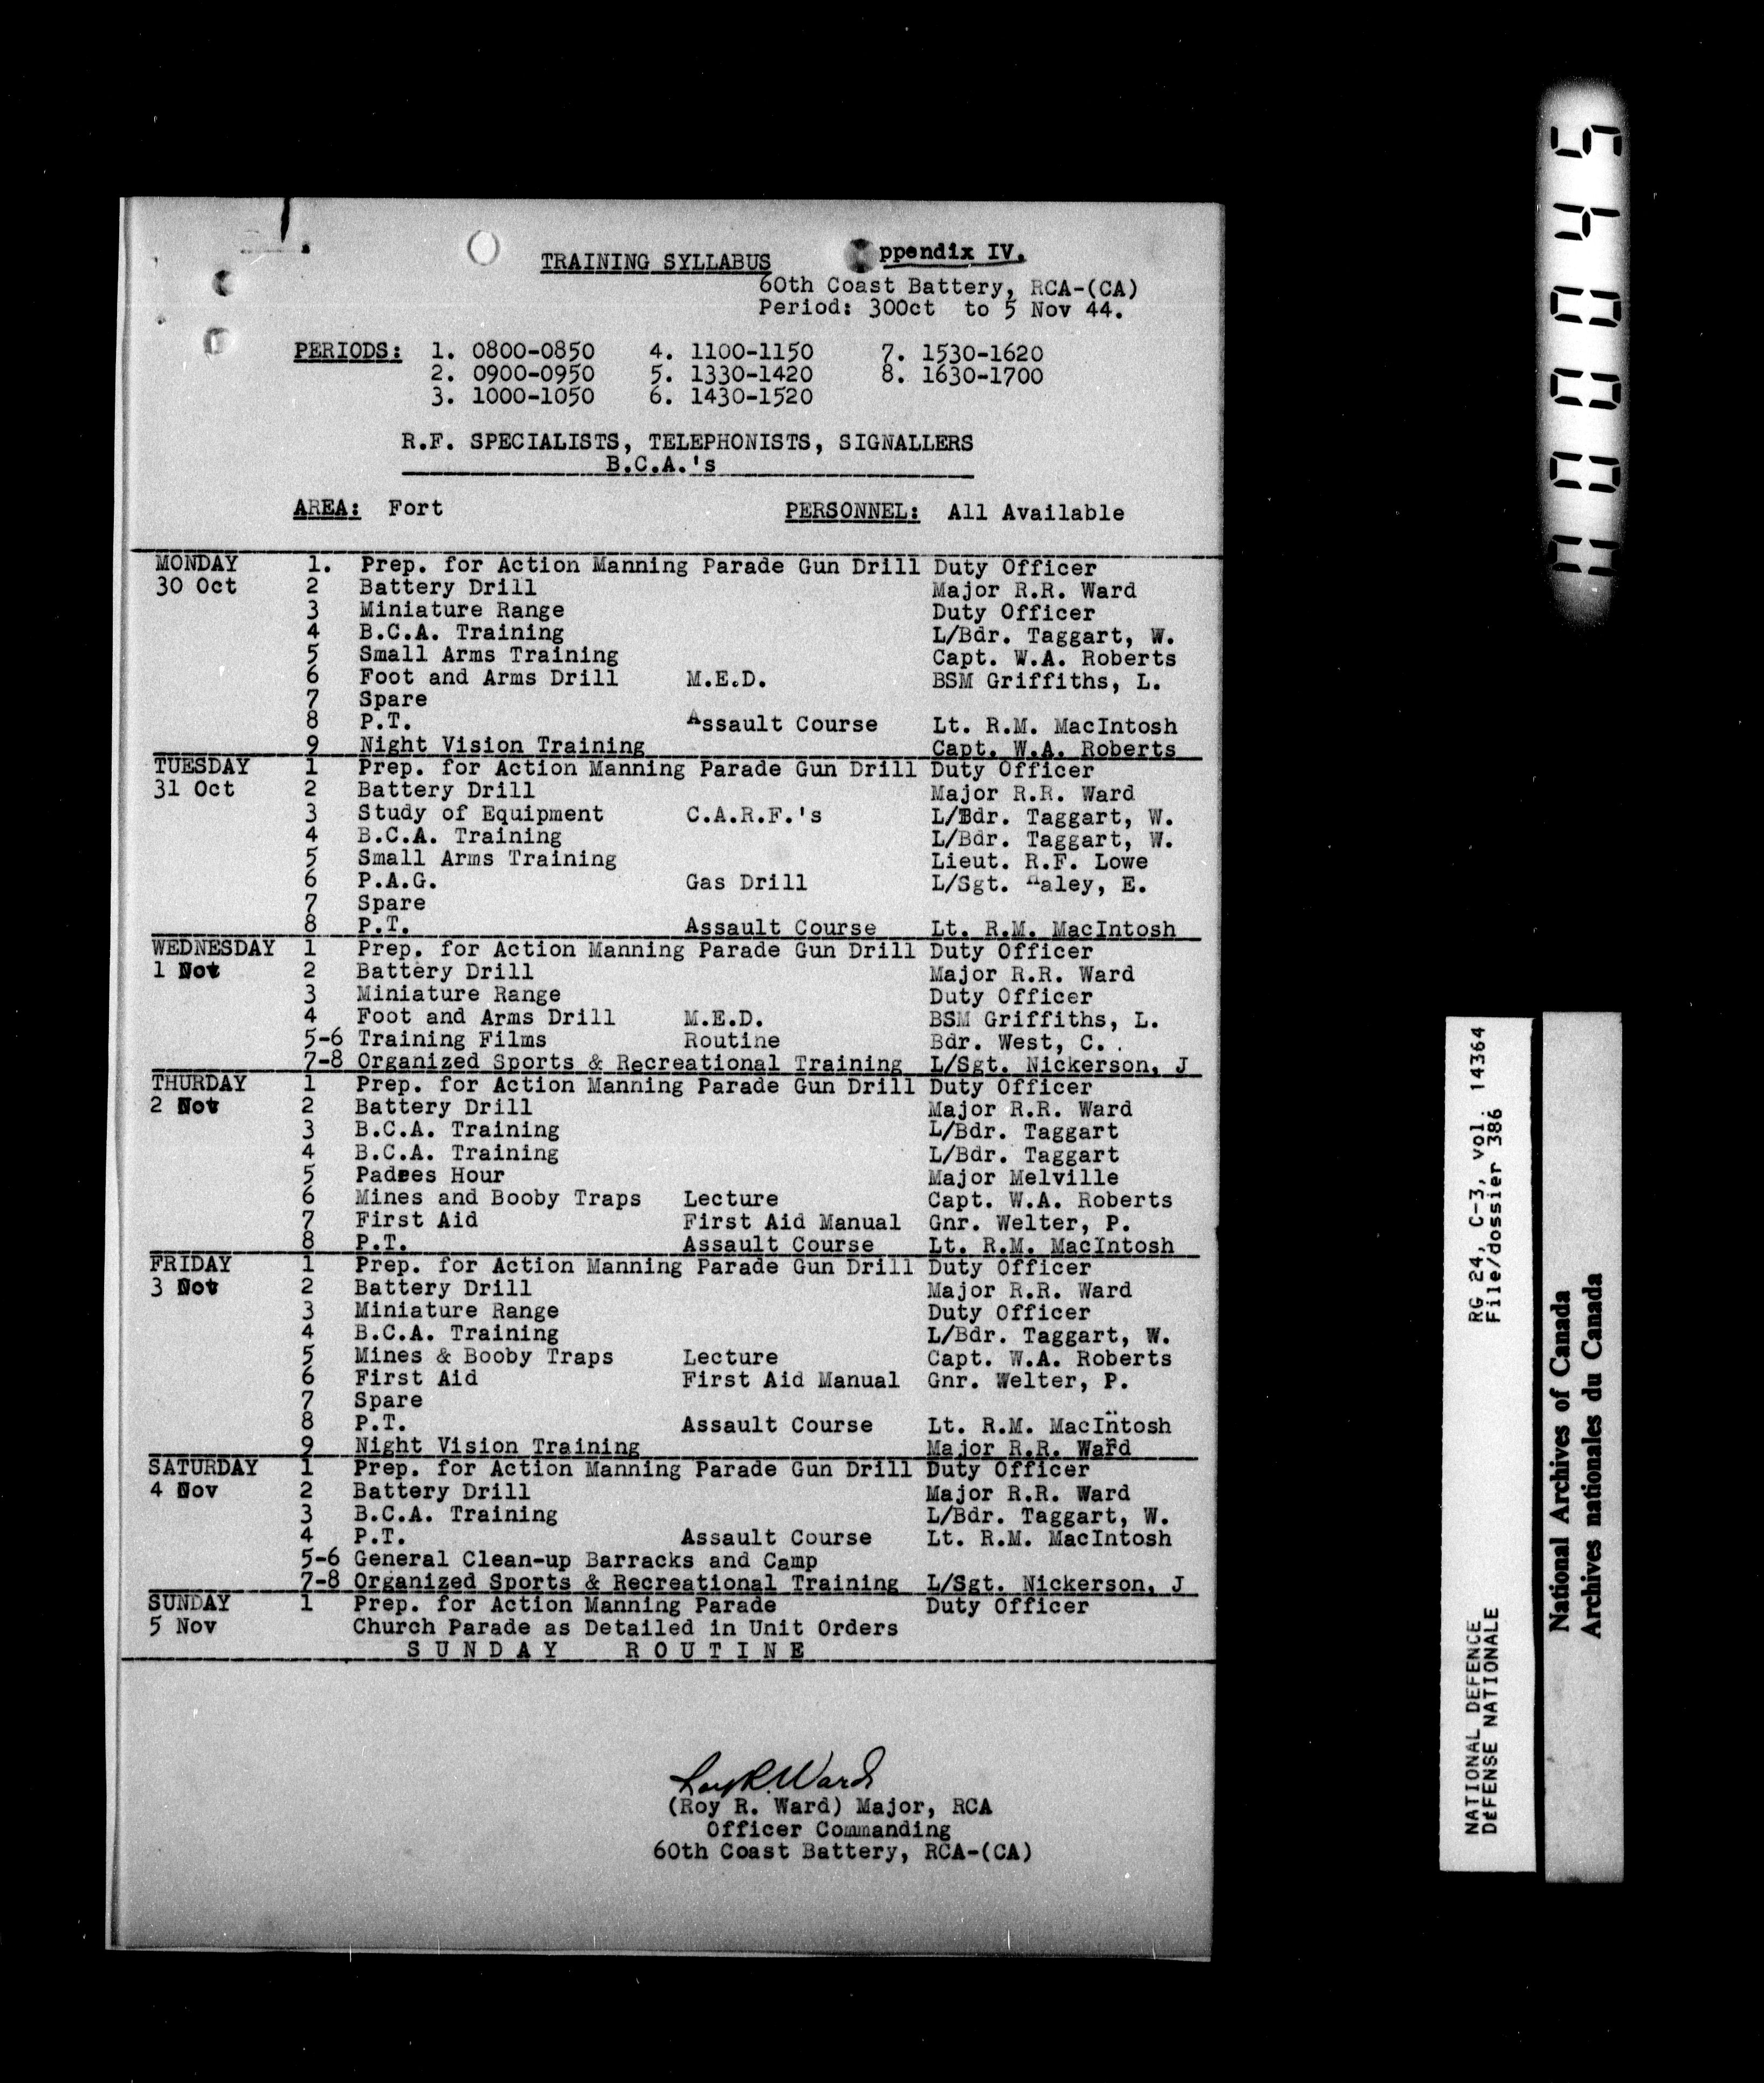 TRAINING SYLLABUS ppendix IV.
60th Coast Battery, RCA-(CA)
Period: 30Oct to 5 Nov 44.
PERIODS: 1. 0800-0850 4. 1100-1150 7. 1530-1620
2. 0900-0950 5. 1330-1420 8. 1630-1700
3. 1000-1050 6. 1430-1520
R.F. SPECIALISTS, TELEPHONISTS, SIGNALLERS
B.C.A.'s
AREA: Fort PERSONNEL: All Available
MONDAY 1. Prep. for Action Manning Parade Gun Drill Duty Officer
30 Oct 2 Battery Drill Major R.R. Ward
3 Miniature Range Duty Officer
4 B.C.A. Training L/Bdr. Taggart, W.
5 Small Arms Training Capt. W.A. Roberts
6 Foot and Arms Drill M.E.D. BSM Griffiths, L.
7 Spare
8 P.T. Assault Course Lt. R.M. MacIntosh
9 Night Vision Training Capt. W.A. Roberts
TUESDAY 1 Prep. for Action Manning Parade Gun Drill Duty Officer
31 Oct 2 Battery Drill Major R.R. Ward
3 Study of Equipment C.A.R.F.'s L/Bdr. Taggart, W.
4 B.C.A. Training L/Bdr. Taggart, W.
5 Small Arms Training Lieut. R.F. Lowe
6 P.A.G. Gas Drill L/Sgt. Haley, E.
7 Spare
8 P.T. Assault Course Lt. R.M. MacIntosh
WEDNESDAY 1 Prep. for Action Manning Parade Gun Drill Duty Officer
1 Nov 2 Battery Drill Major R.R. Ward
3 Miniature Range Duty Officer
4 Foot and Arms Drill M.E.D. BSM Griffiths, L.
5-6 Training Films Routine Bdr. West, C.
7-8 Organized Sports & Recreational Training L/Sgt. Nickerson, J
THURDAY 1 Prep. for Action Manning Parade Gun Drill Duty Officer
2 Nov 2 Battery Drill Major R.R. Ward
3 B.C.A. Training L/Bdr. Taggart
4 B.C.A. Training L/Bdr. Taggart
5 Padres Hour Major Melville
6 Mines and Booby Traps Lecture Capt. W.A. Roberts
7 First Aid First Aid Manual Gnr. Welter, P.
8 P.T. Assault Course Lt. R.M. MacIntosh
FRIDAY 1 Prep. for Action Manning Parade Gun Drill Duty Officer
3 Nov 2 Battery Drill Major R.R. Ward
3 Miniature Range Duty Officer
4 B.C.A. Training L/Bdr. Taggart, W.
5 Mines & Booby Traps Lecture Capt. W.A. Roberts
6 First Aid First Aid Manual Gnr. Welter, P.
7 Spare
8 P.T. Assault Course Lt. R.M. MacIntosh
9 Night Vision Training Major R.R. Ward
SATURDAY 1 Prep. for Action Manning Parade Gun Drill Duty Officer
4 Nov 2 Battery Drill Major R.R. Ward
3 B.C.A. Training L/Bdr. Taggart, W.
4 P.T. Assault Course Lt. R.M. MacIntosh
5-6 General Clean-up Barracks and Camp
7-8 Organized Sports & Recreational Training L/Sgt. Nickerson, J
SUNDAY 1 Prep. for Action Manning Parade Duty Officer
5 Nov Church Parade as Detailed in Unit Orders
SUNDAY ROUTINE
Roy R. Ward
(Roy R. Ward) Major, RCA
Officer Commanding
60th Coast Battery, RCA-(CA)
NATIONAL DEFENCE RG 24, C-3, vol. 14364
DÉFENSE NATIONALE File/dossier 386
National Archives of Canada
Archives nationales du Canada